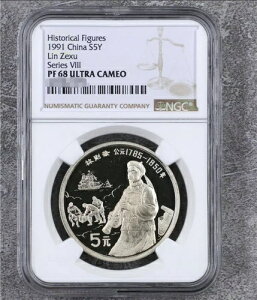 Historical Figures
1991 China S5Y
Lin Zexu
Series VIII
PF 68 ULTRA CAMEO
NUMISMATIC GUARANTY COMPANY
NGC
林则徐 公元1785-1850年
5元